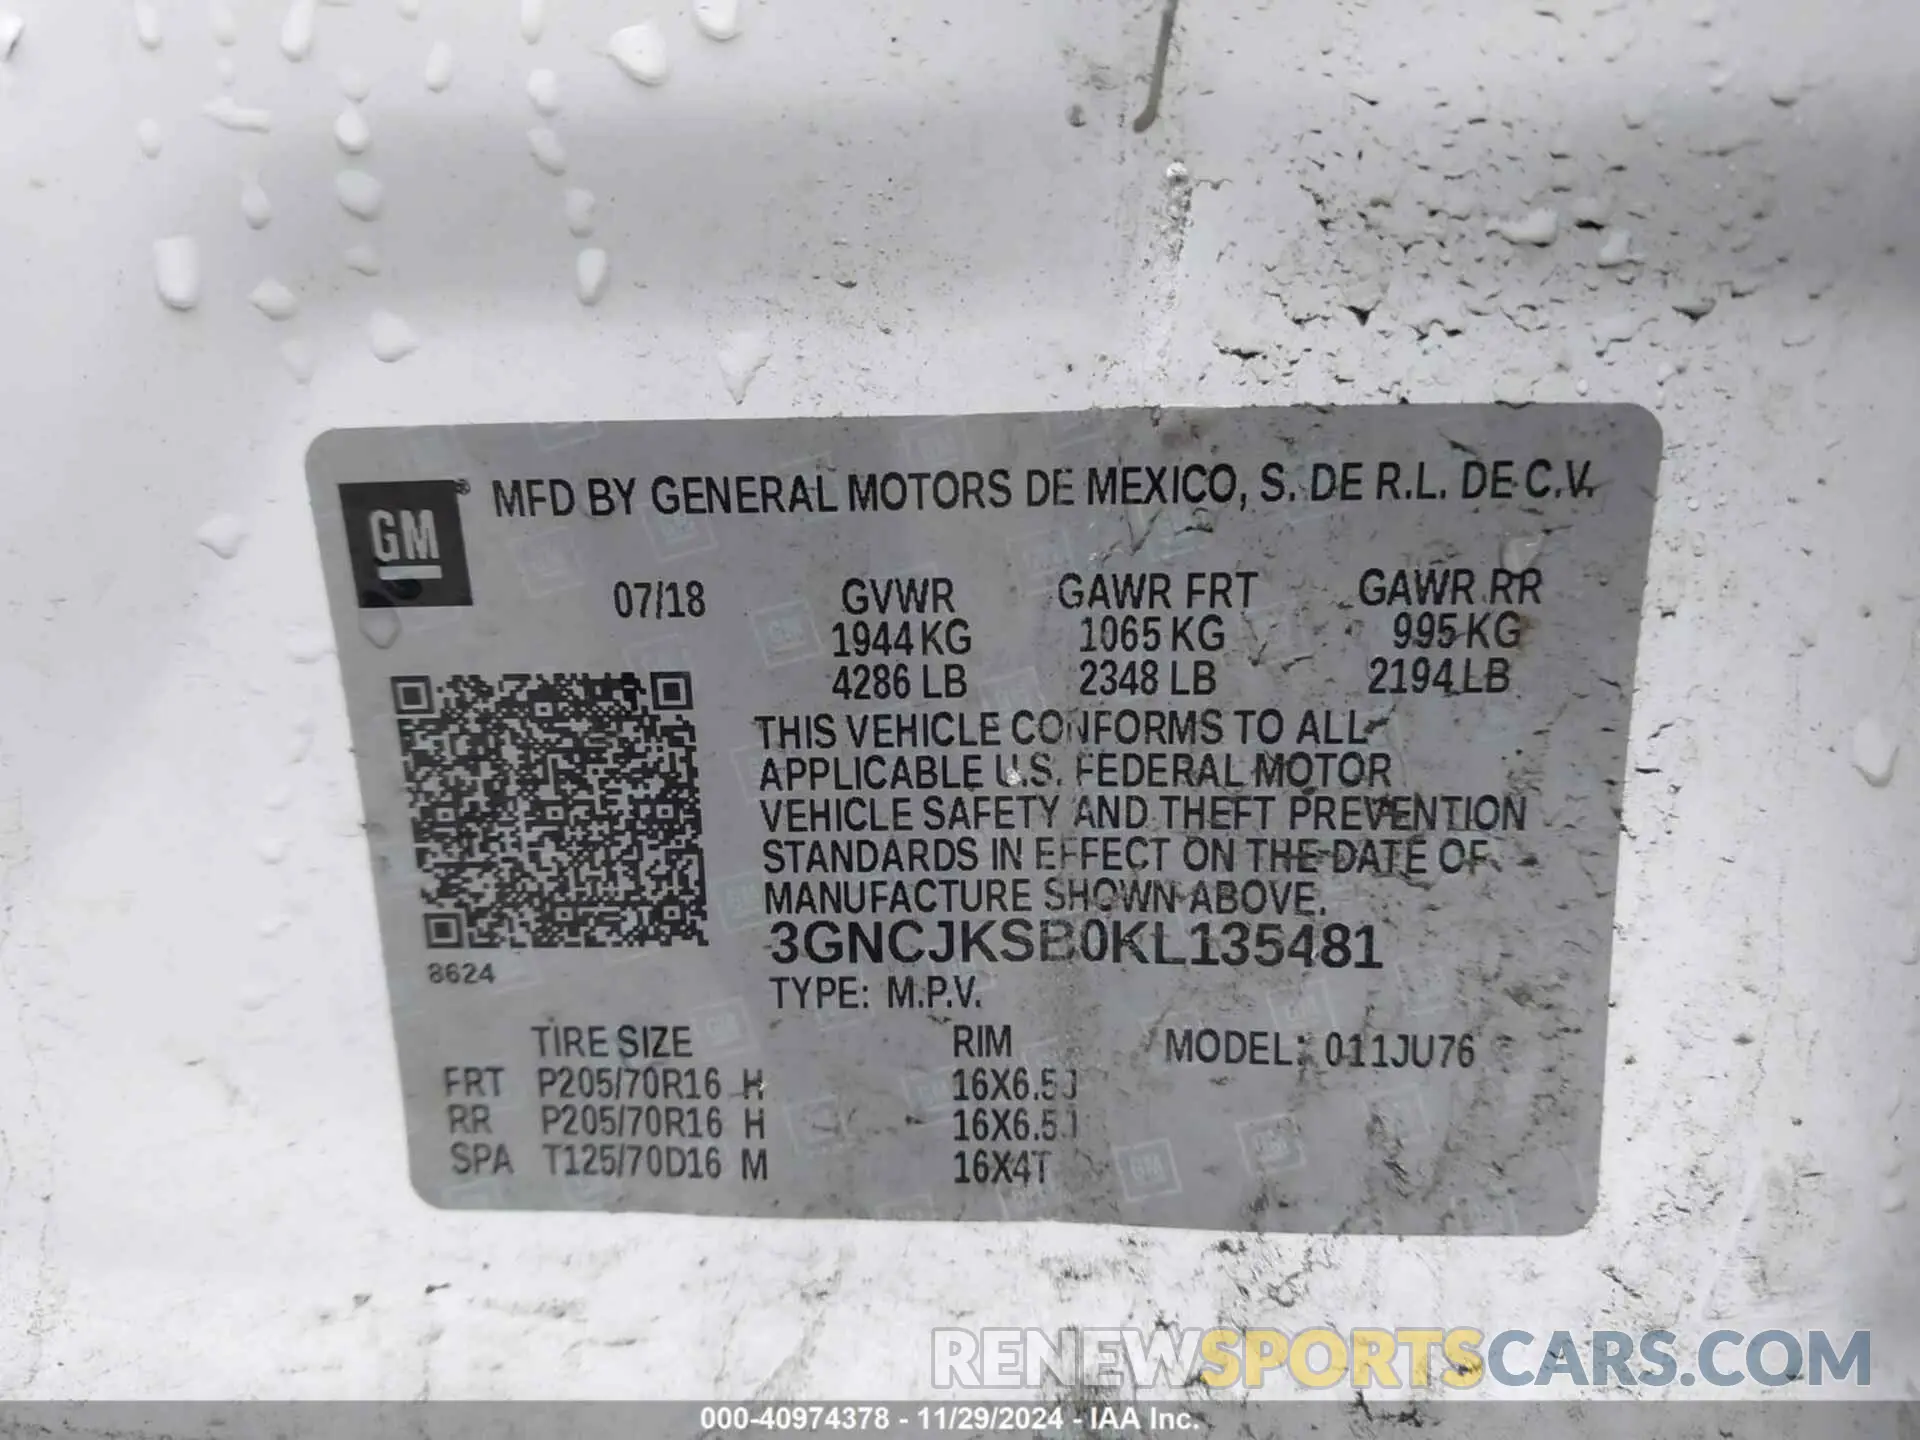 GM® MFD BY GENERAL MOTORS DE MEXICO, S. DE R.L. DE C.V.
07/18 GVWR GAWR FRT GAWR RR
1944 KG 1065 KG 995 KG
4286 LB 2348 LB 2194 LB
THIS VEHICLE CONFORMS TO ALL
APPLICABLE U.S. FEDERAL MOTOR
VEHICLE SAFETY AND THEFT PREVENTION
STANDARDS IN EFFECT ON THE DATE OF
MANUFACTURE SHOWN ABOVE.
3GNCJKSB0KL135481
8624
TYPE: M.P.V.
TIRE SIZE RIM MODEL: 011JU76
FRT P205/70R16 H 16X6.5J
RR P205/70R16 H 16X6.5J
SPA T125/70D16 M 16X4T
RENEWSPORTSCARS.COM
000-40974378 - 11/29/2024 - IAA Inc.